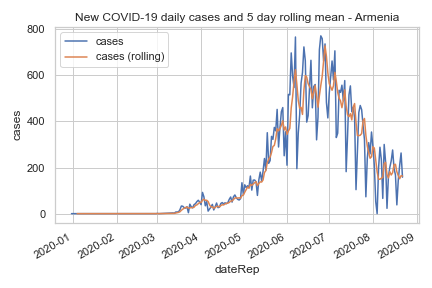 New COVID-19 daily cases and 5 day rolling mean - Armenia
cases
cases (rolling)
800
600
400
200
0
cases
2020-01
2020-02
2020-03
2020-04
2020-05
2020-06
2020-07
2020-08
2020-09
dateRep